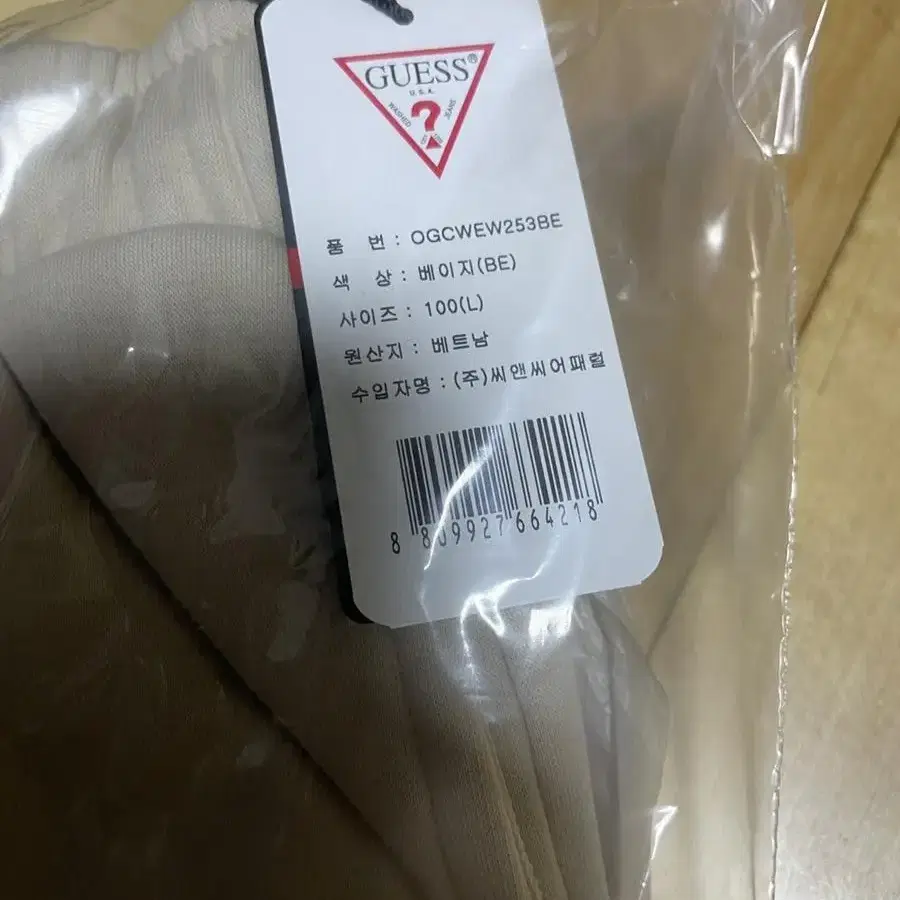 GUESS®
U.S.A.
WASHED JEANS
?
품 번 : OGCWEW253BE
색 상 : 베이지(BE)
사이즈 : 100(L)
원산지 : 베트남
수입자명 : (주)씨앤씨어패럴
8 809927 664218